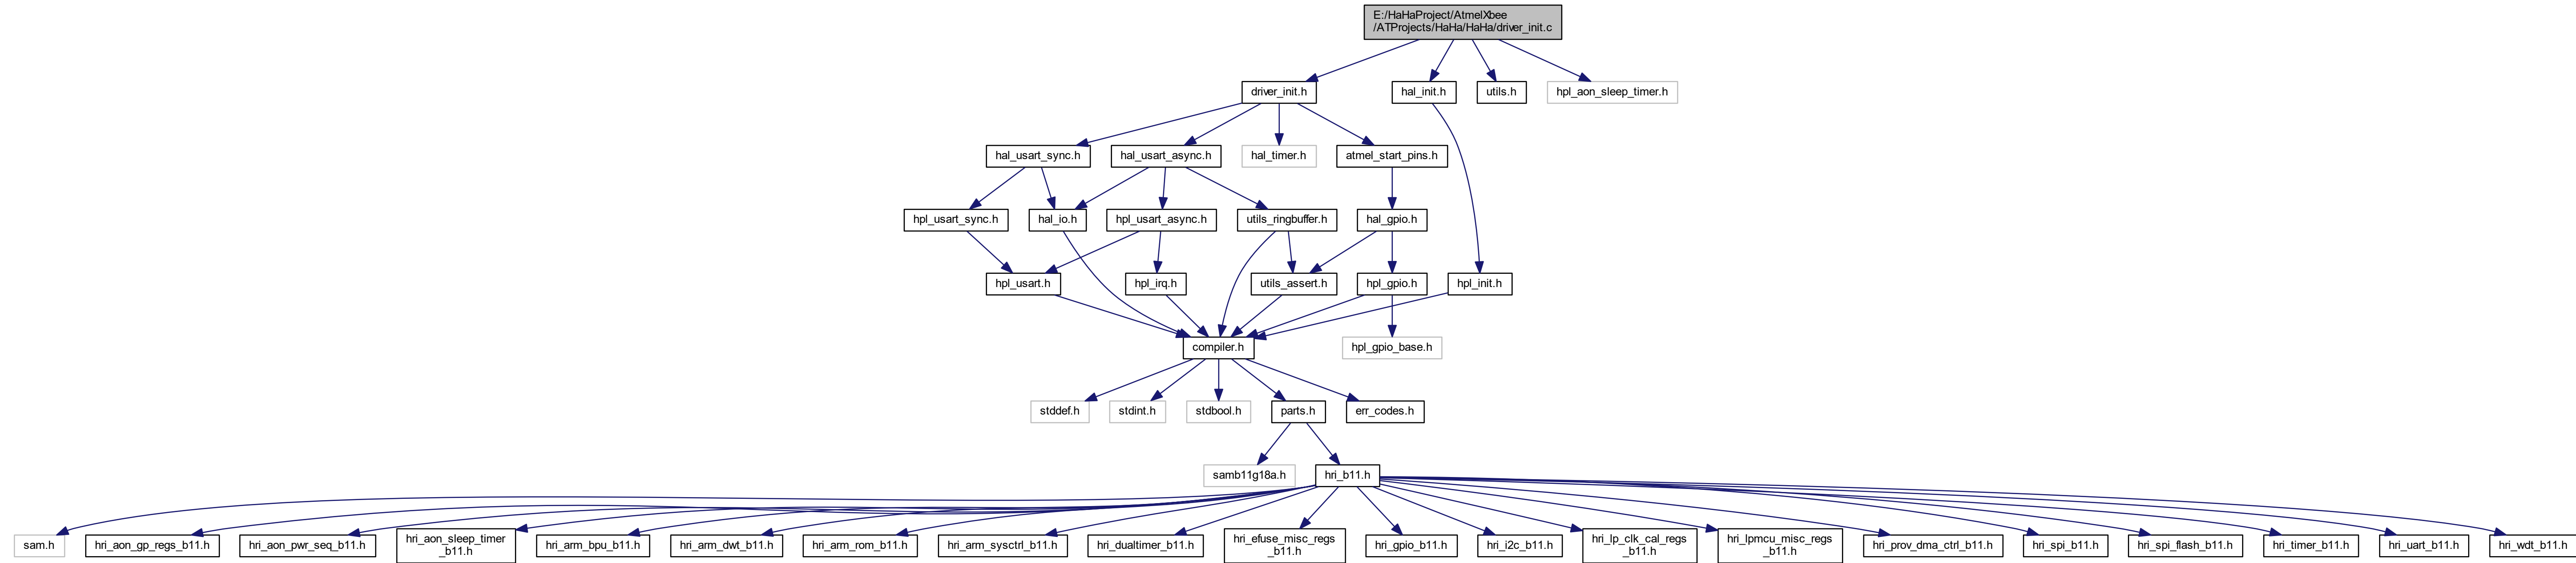 E:/HaHaProject/AtmelXbee
/ATProjects/HaHa/HaHa/driver_init.c
driver_init.h
hal_init.h
utils.h
hpl_aon_sleep_timer.h
hal_usart_sync.h
hal_usart_async.h
hal_timer.h
atmel_start_pins.h
hpl_usart_sync.h
hal_io.h
hpl_usart_async.h
utils_ringbuffer.h
hal_gpio.h
hpl_usart.h
hpl_irq.h
utils_assert.h
hpl_gpio.h
hpl_init.h
compiler.h
hpl_gpio_base.h
stddef.h
stdint.h
stdbool.h
parts.h
err_codes.h
samb11g18a.h
hri_b11.h
sam.h
hri_aon_gp_regs_b11.h
hri_aon_pwr_seq_b11.h
hri_aon_sleep_timer
_b11.h
hri_arm_bpu_b11.h
hri_arm_dwt_b11.h
hri_arm_rom_b11.h
hri_arm_sysctrl_b11.h
hri_dualtimer_b11.h
hri_efuse_misc_regs
_b11.h
hri_gpio_b11.h
hri_i2c_b11.h
hri_lp_clk_cal_regs
_b11.h
hri_lpmcu_misc_regs
_b11.h
hri_prov_dma_ctrl_b11.h
hri_spi_b11.h
hri_spi_flash_b11.h
hri_timer_b11.h
hri_uart_b11.h
hri_wdt_b11.h